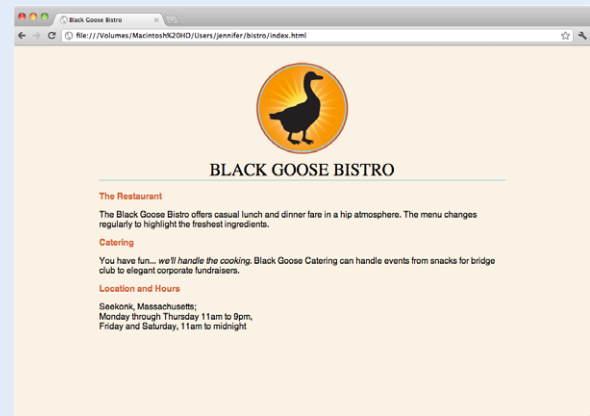 Black Goose Bistro
file:///Volumes/Macintosh%20HD/Users/jennifer/bistro/index.html
BLACK GOOSE BISTRO
The Restaurant
The Black Goose Bistro offers casual lunch and dinner fare in a hip atmosphere. The menu changes
regularly to highlight the freshest ingredients.
Catering
You have fun... we'll handle the cooking. Black Goose Catering can handle events from snacks for bridge
club to elegant corporate fundraisers.
Location and Hours
Seekonk, Massachusetts;
Monday through Thursday 11am to 9pm,
Friday and Saturday, 11am to midnight